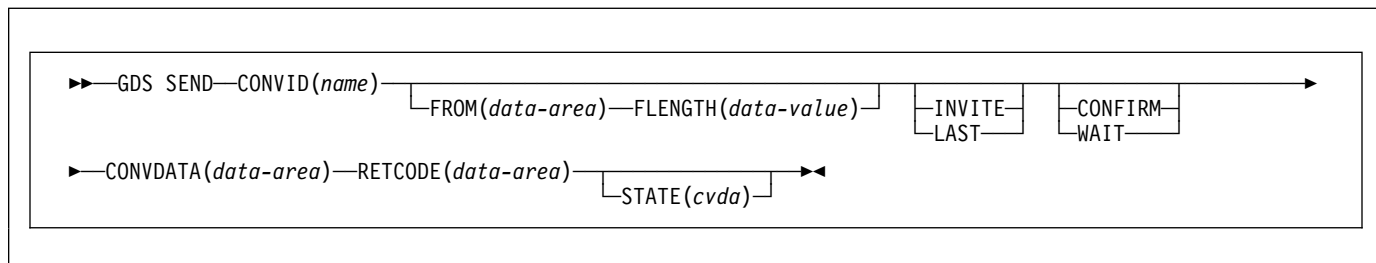 GDS SEND CONVID(name)
FROM(data-area) FLENGTH(data-value)
INVITE
LAST
CONFIRM
WAIT
CONVDATA(data-area) RETCODE(data-area)
STATE(cvda)